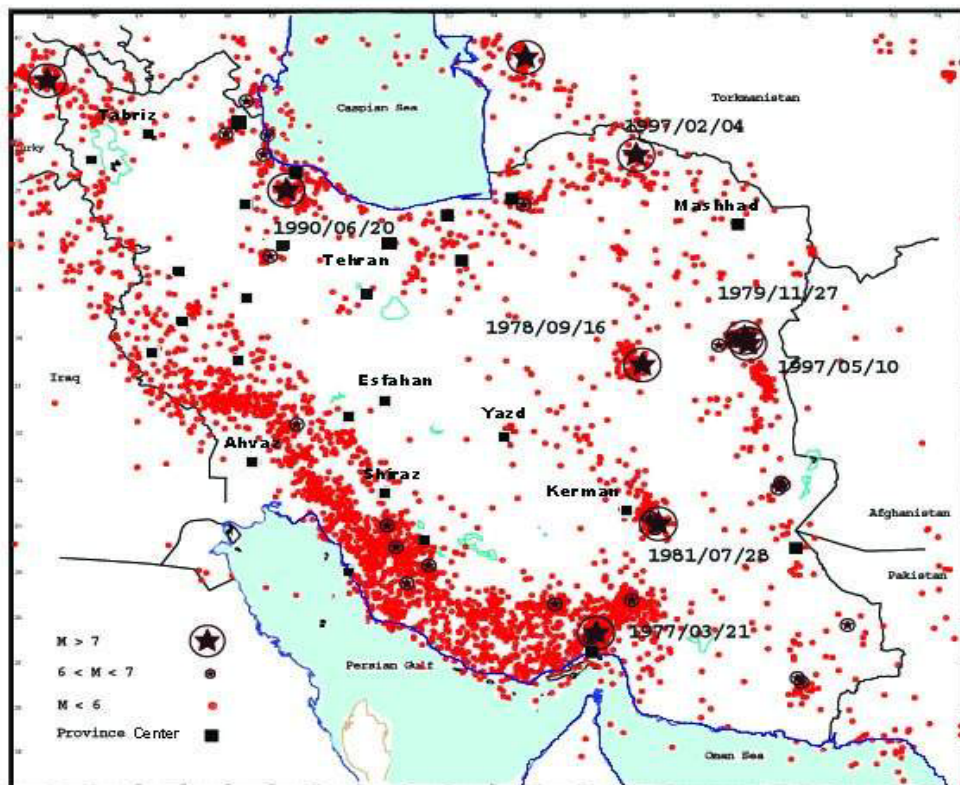 Caspian Sea
Torkmanistan
Tabriz
1997/02/04
Mashhad
1990/06/20
Tehran
1979/11/27
1978/09/16
1997/05/10
Iraq
Esfahan
Yazd
Ahvaz
Shiraz
Kerman
Afghanistan
1981/07/28
Pakistan
1977/03/21
M > 7
Persian Gulf
6 < M < 7
M < 6
Province Center
Oman Sea